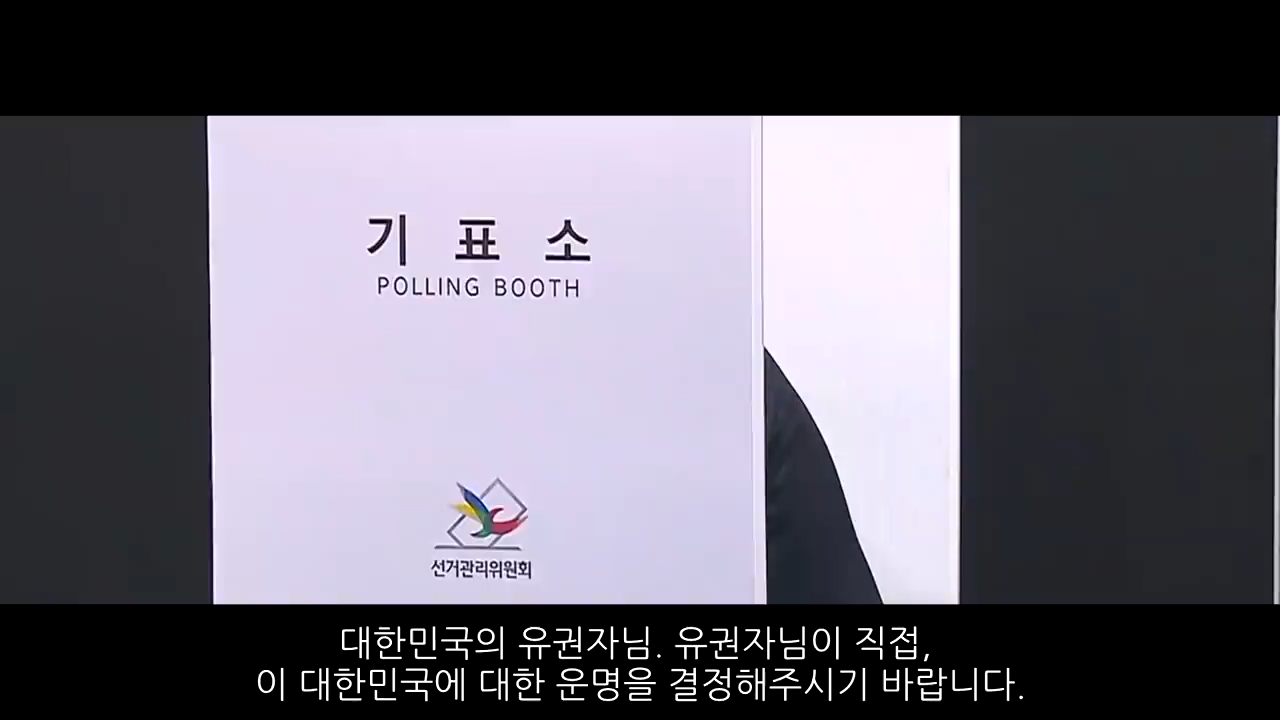 기 표 소
POLLING BOOTH
선거관리위원회
대한민국의 유권자님. 유권자님이 직접,
이 대한민국에 대한 운명을 결정해주시기 바랍니다.